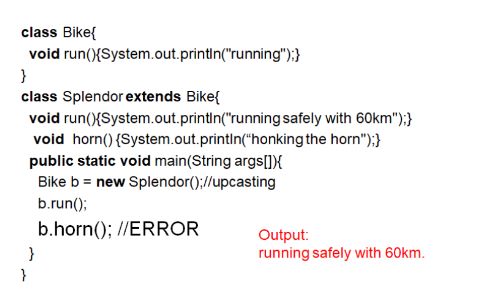 class Bike{
void run(){System.out.println("running");}
}
class Splendor extends Bike{
void run(){System.out.println("running safely with 60km");}
void horn() {System.out.println(“honking the horn");}
public static void main(String args[]){
Bike b = new Splendor();//upcasting
b.run();
b.horn(); //ERROR
Output:
running safely with 60km.
}
}